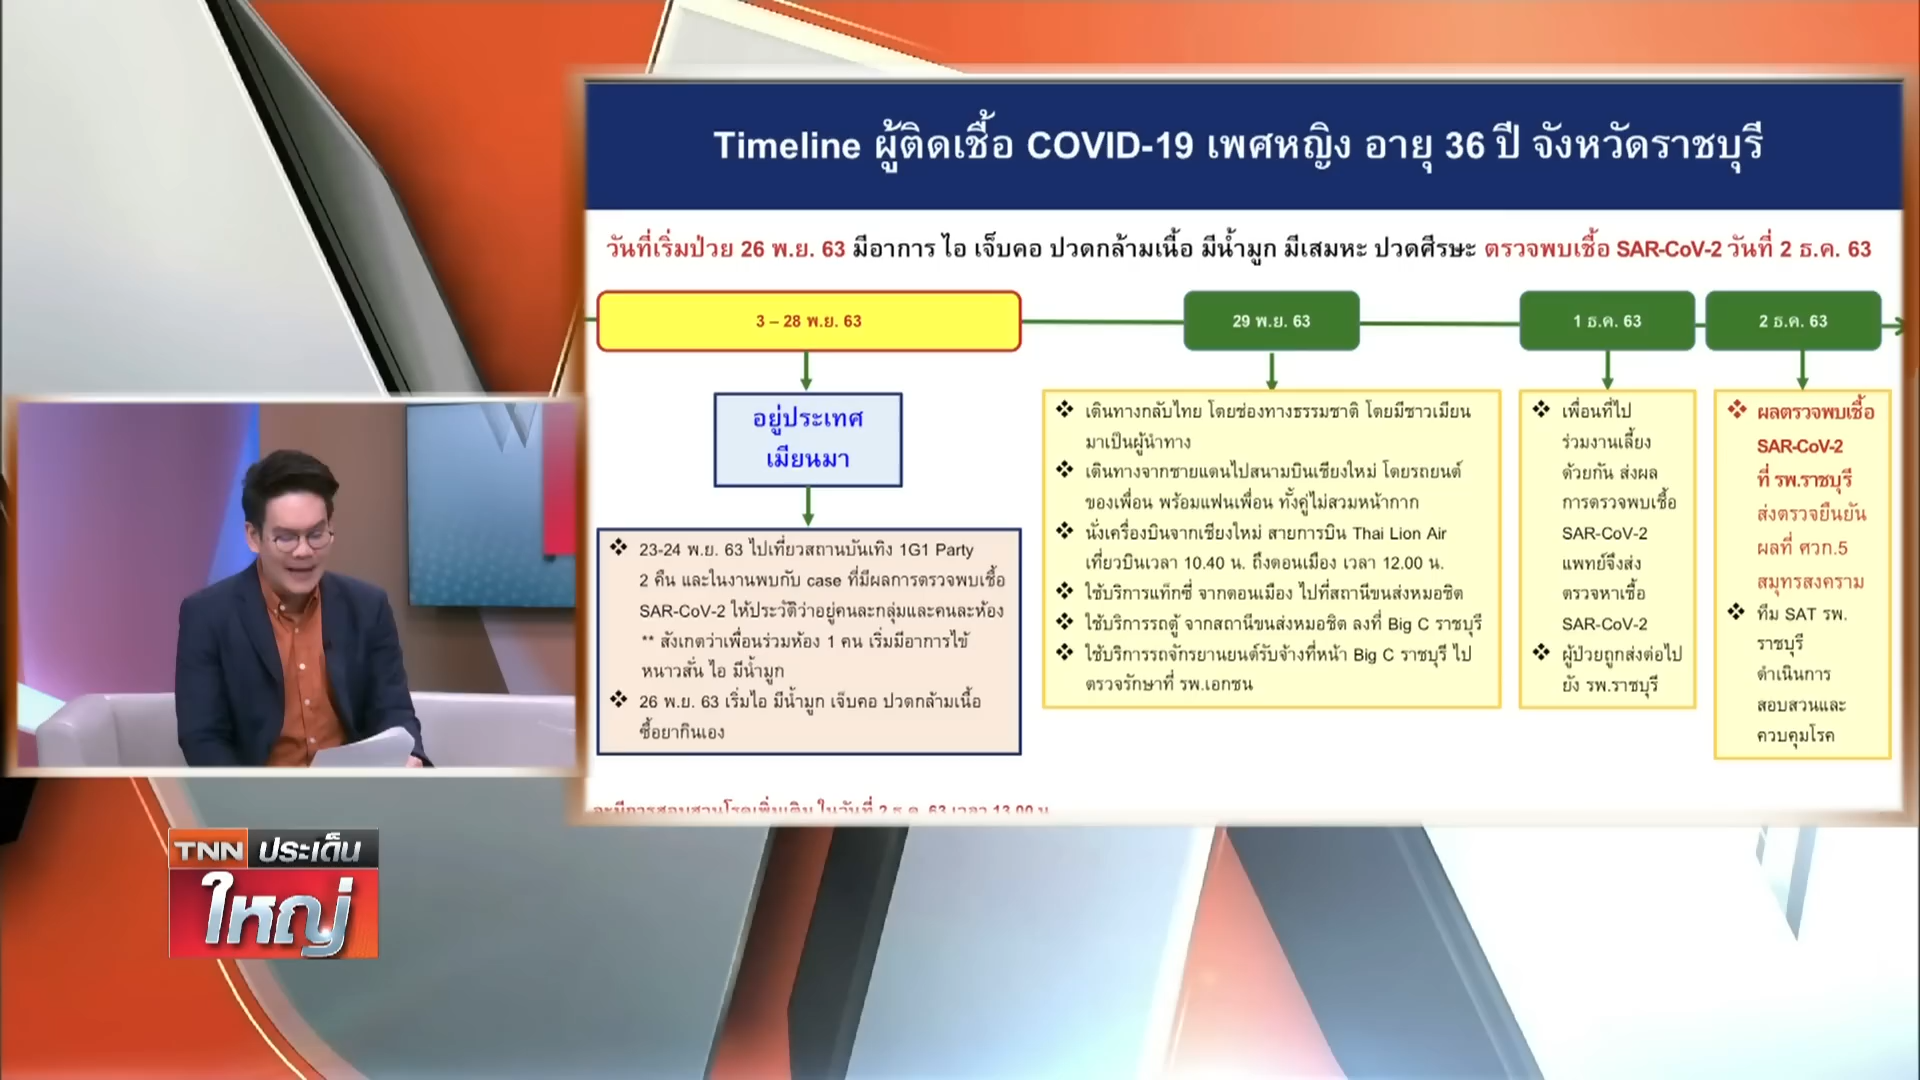 Timeline ผู้ติดเชื้อ COVID-19 เพศหญิง อายุ 36 ปี จังหวัดราชบุรี
วันที่เริ่มป่วย 26 พ.ย. 63 มีอาการ ไอ เจ็บคอ ปวดกล้ามเนื้อ มีน้ำมูก มีเสมหะ ปวดศีรษะ ตรวจพบเชื้อ SAR-CoV-2 วันที่ 2 ธ.ค. 63
3 – 28 พ.ย. 63
อยู่ประเทศ
เมียนมา
❖ 23-24 พ.ย. 63 ไปเที่ยวสถานบันเทิง 1G1 Party
2 คืน และในงานพบกับ case ที่มีผลการตรวจพบเชื้อ
SAR-CoV-2 ให้ประวัติว่าอยู่คนละกลุ่มและคนละห้อง
** สังเกตว่าเพื่อนร่วมห้อง 1 คน เริ่มมีอาการไข้
หนาวสั่น ไอ มีน้ำมูก
❖ 26 พ.ย. 63 เริ่มไอ มีน้ำมูก เจ็บคอ ปวดกล้ามเนื้อ
ซื้อยากินเอง
29 พ.ย. 63
❖ เดินทางกลับไทย โดยช่องทางธรรมชาติ โดยมีชาวเมียน
มาเป็นผู้นำทาง
❖ เดินทางจากชายแดนไปสนามบินเชียงใหม่ โดยรถยนต์
ของเพื่อน พร้อมแฟนเพื่อน ทั้งคู่ไม่สวมหน้ากาก
❖ นั่งเครื่องบินจากเชียงใหม่ สายการบิน Thai Lion Air
เที่ยวบินเวลา 10.40 น. ถึงดอนเมือง เวลา 12.00 น.
❖ ใช้บริการแท็กซี่ จากดอนเมือง ไปที่สถานีขนส่งหมอชิต
❖ ใช้บริการรถตู้ จากสถานีขนส่งหมอชิต ลงที่ Big C ราชบุรี
❖ ใช้บริการรถจักรยานยนต์รับจ้างที่หน้า Big C ราชบุรี ไป
ตรวจรักษาที่ รพ.เอกชน
1 ธ.ค. 63
❖ เพื่อนที่ไป
ร่วมงานเลี้ยง
ด้วยกัน ส่งผล
การตรวจพบเชื้อ
SAR-CoV-2
แพทย์จึงส่ง
ตรวจหาเชื้อ
SAR-CoV-2
❖ ผู้ป่วยถูกส่งต่อไป
ยัง รพ.ราชบุรี
2 ธ.ค. 63
❖ ผลตรวจพบเชื้อ
SAR-CoV-2
ที่ รพ.ราชบุรี
ส่งตรวจยืนยัน
ผลที่ ศวก.5
สมุทรสงคราม
❖ ทีม SAT รพ.
ราชบุรี
ดำเนินการ
สอบสวนและ
ควบคุมโรค
จะมีการสอบสวนโรคเพิ่มเติม ในวันที่ 2 ธ.ค. 63 เวลา 13.00 น.
TNN ประเด็น
ใหญ่